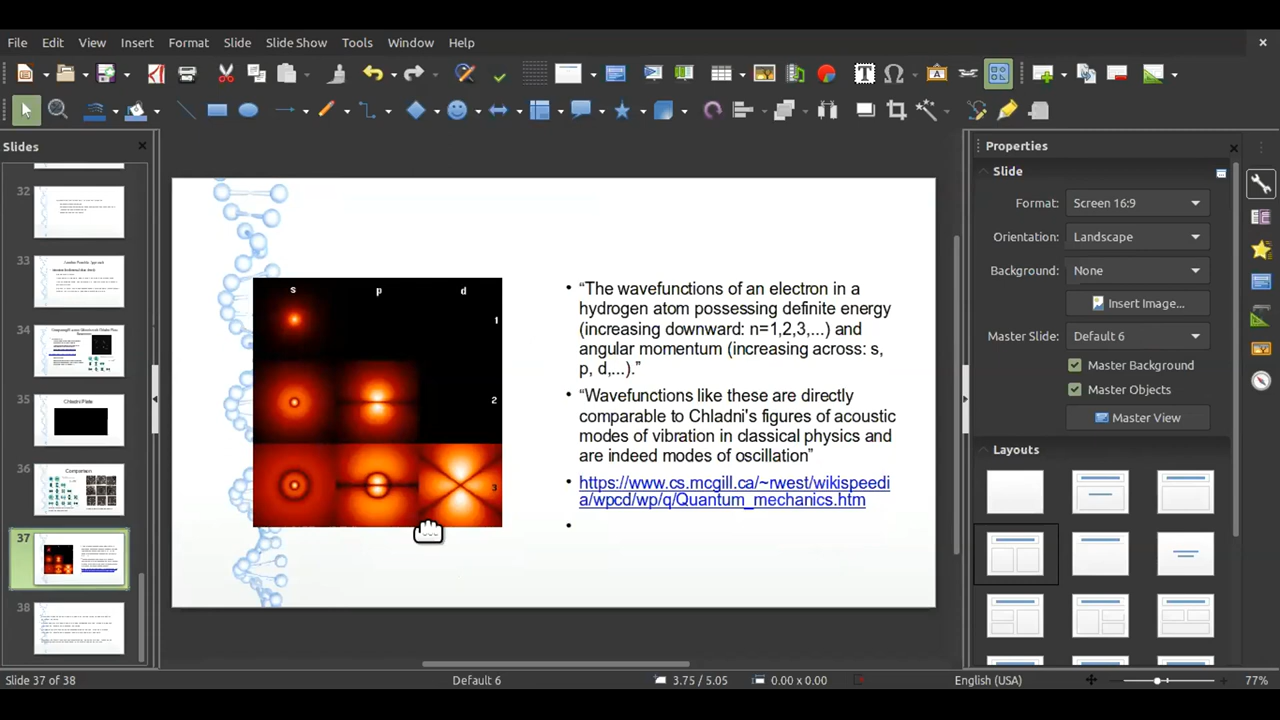 File Edit View Insert Format Slide Slide Show Tools Window Help
Slides
32
33
34
35
Chladni Plate
36
Comparison
37
38
s p d
1
2
3
• “The wavefunctions of an electron in a
hydrogen atom possessing definite energy
(increasing downward: n=1,2,3,...) and
angular momentum (increasing across: s,
p, d,...).”
• “Wavefunctions like these are directly
comparable to Chladni's figures of acoustic
modes of vibration in classical physics and
are indeed modes of oscillation”
• https://www.cs.mcgill.ca/~rwest/wikispeedi
a/wpcd/wp/q/Quantum_mechanics.htm
•
Properties
Slide
Format: Screen 16:9
Orientation: Landscape
Background: None
Insert Image...
Master Slide: Default 6
Master Background
Master Objects
Master View
Layouts
Slide 37 of 38 Default 6 3.75 / 5.05 0.00 x 0.00 English (USA) 77%